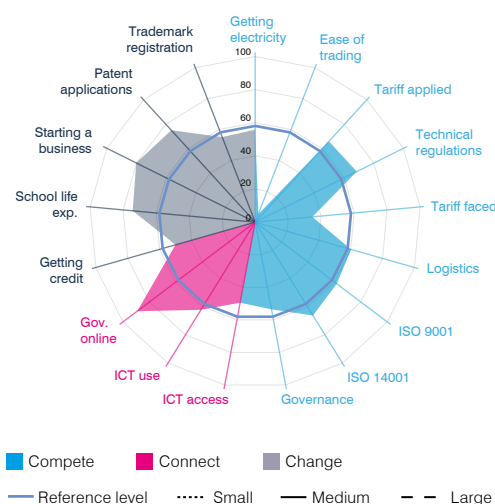 Getting
electricity
Ease of
trading
Tariff applied
Technical
regulations
Tariff faced
Logistics
ISO 9001
ISO 14001
Governance
ICT access
ICT use
Gov.
online
Getting
credit
School life
exp.
Starting a
business
Patent
applications
Trademark
registration
100
80
60
40
20
0
Compete Connect Change
Reference level Small Medium Large